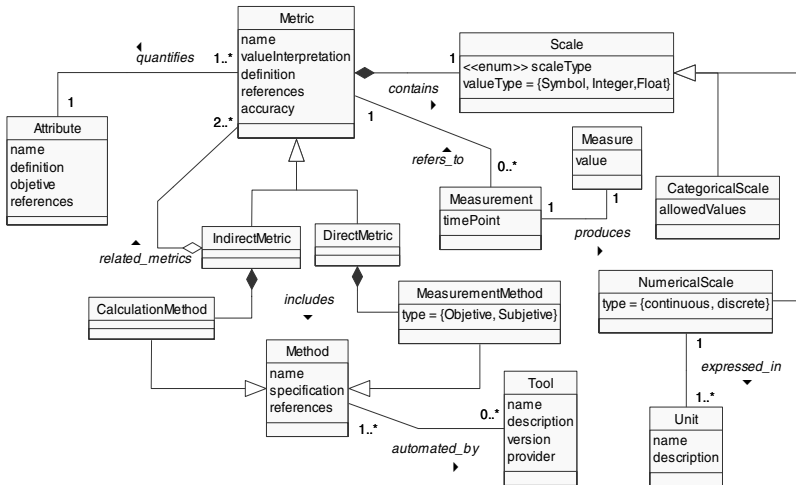 Metric
name
valueInterpretation
definition
references
accuracy
quantifies
1..*
1
2..*
1
Attribute
name
definition
objetive
references
Scale
<<enum>> scaleType
valueType = {Symbol, Integer,Float}
1
contains
refers_to
0..*
Measure
value
1
Measurement
timePoint
1
produces
CategoricalScale
allowedValues
IndirectMetric
DirectMetric
related_metrics
NumericalScale
type = {continuous, discrete}
1
expressed_in
1..*
CalculationMethod
includes
MeasurementMethod
type = {Objetive, Subjetive}
Method
name
specification
references
1..*
automated_by
0..*
Tool
name
description
version
provider
Unit
name
description